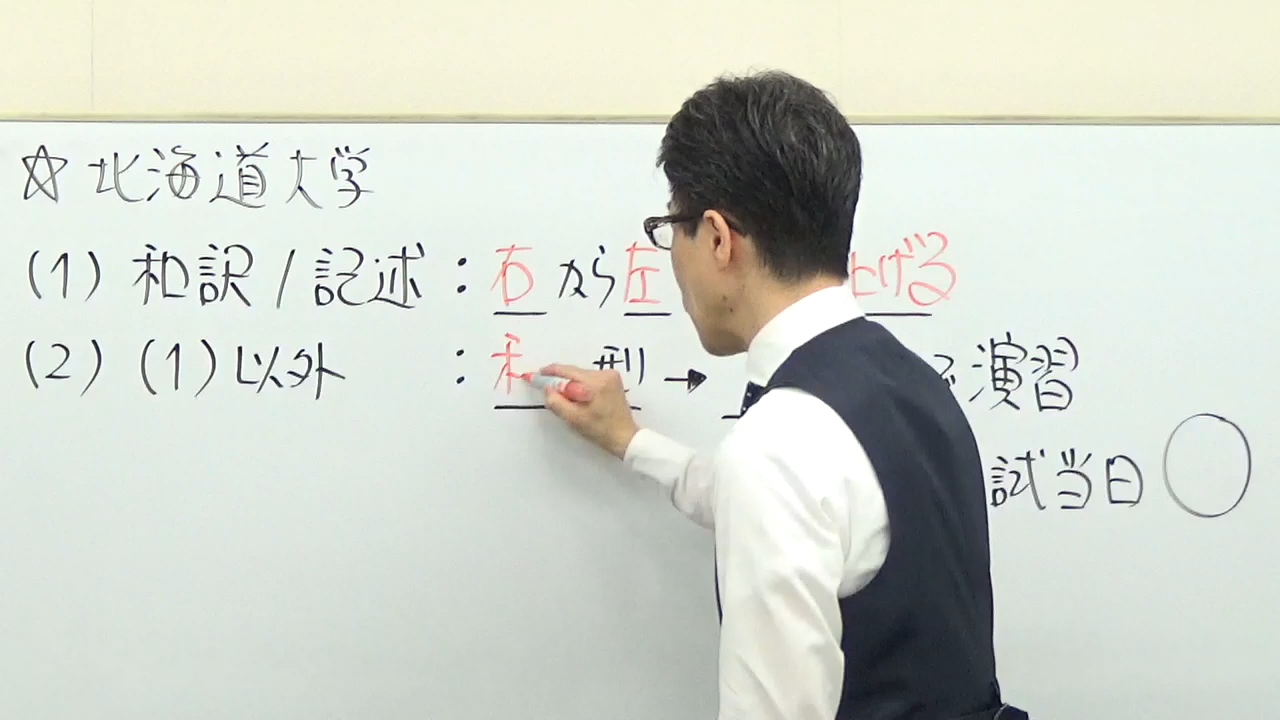 ☆北海道大学
(1) 和訳/記述:右から左 上げる
(2) (1)以外 : 型→ 演習
試当日○